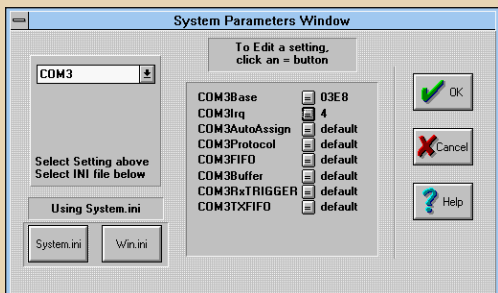 System Parameters Window
To Edit a setting,
click an = button
COM3
COM3Base = 03E8
COM3Irq = 4
COM3AutoAssign = default
COM3Protocol = default
COM3FIFO = default
COM3Buffer = default
COM3RxTRIGGER = default
COM3TXFIFO = default
Select Setting above
Select INI file below
Using System.ini
System.ini
Win.ini
OK
Cancel
Help